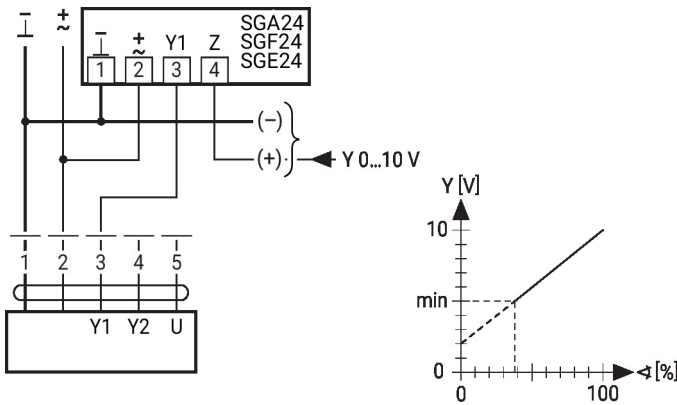 SGA24
SGF24
SGE24
Y1 Z
1 2 3 4
(–)
(+) Y 0...10 V
1 2 3 4 5
Y1 Y2 U
Y [V]
10
min
0
0 100
∢ [%]